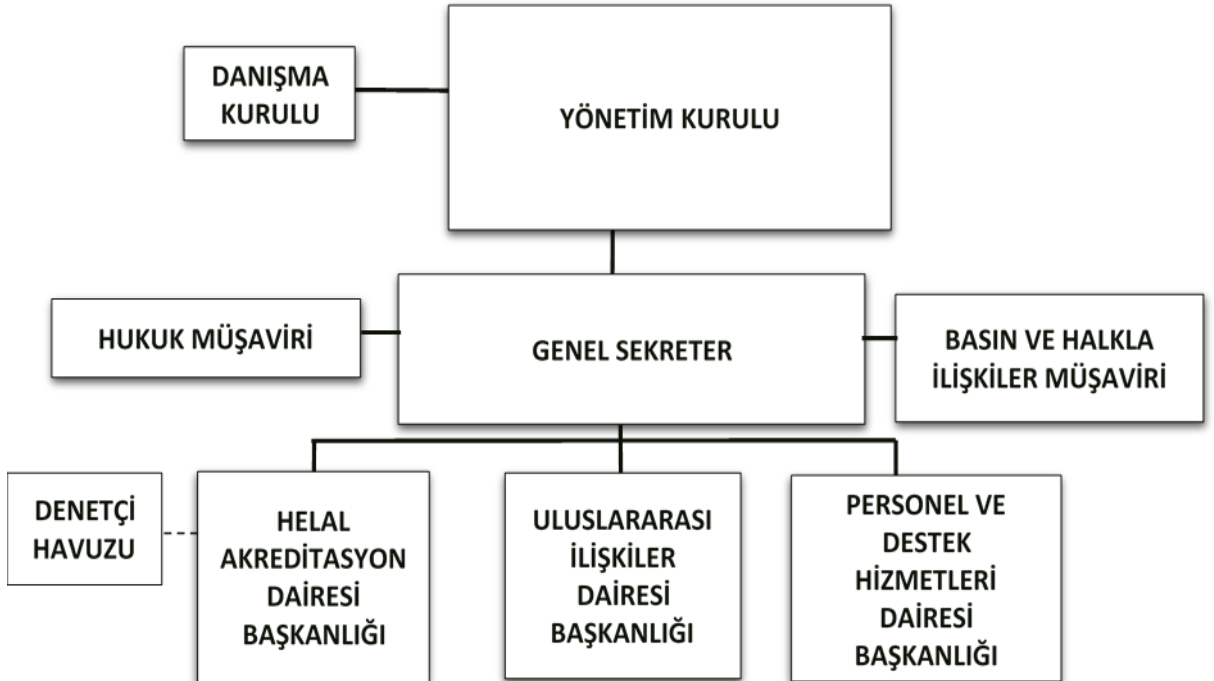 DANIŞMA
KURULU
YÖNETİM KURULU
HUKUK MÜŞAVİRİ
GENEL SEKRETER
BASIN VE HALKLA
İLİŞKİLER MÜŞAVİRİ
DENETÇİ
HAVUZU
HELAL
AKREDİTASYON
DAİRESİ
BAŞKANLIĞI
ULUSLARARASI
İLİŞKİLER
DAİRESİ
BAŞKANLIĞI
PERSONEL VE
DESTEK
HİZMETLERİ
DAİRESİ
BAŞKANLIĞI